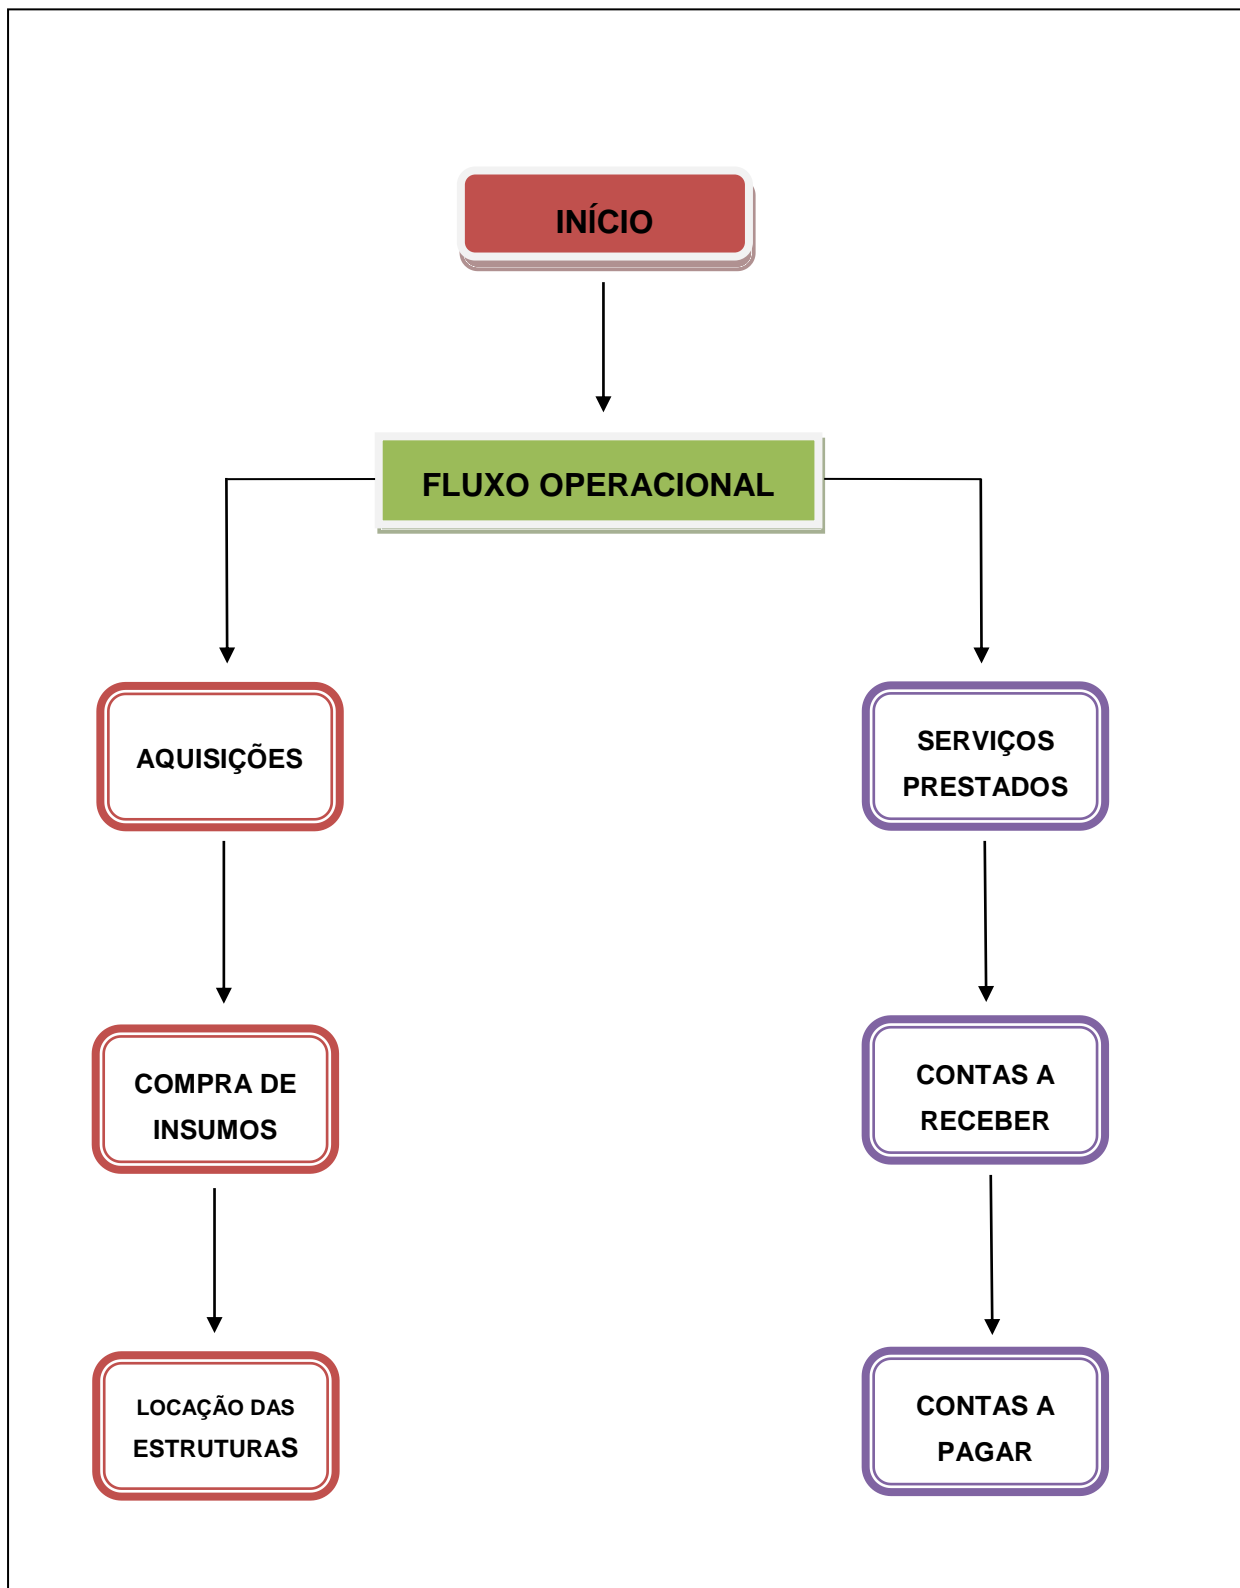 INÍCIO
FLUXO OPERACIONAL
AQUISIÇÕES
SERVIÇOS
PRESTADOS
COMPRA DE
INSUMOS
CONTAS A
RECEBER
LOCAÇÃO DAS
ESTRUTURAS
CONTAS A
PAGAR